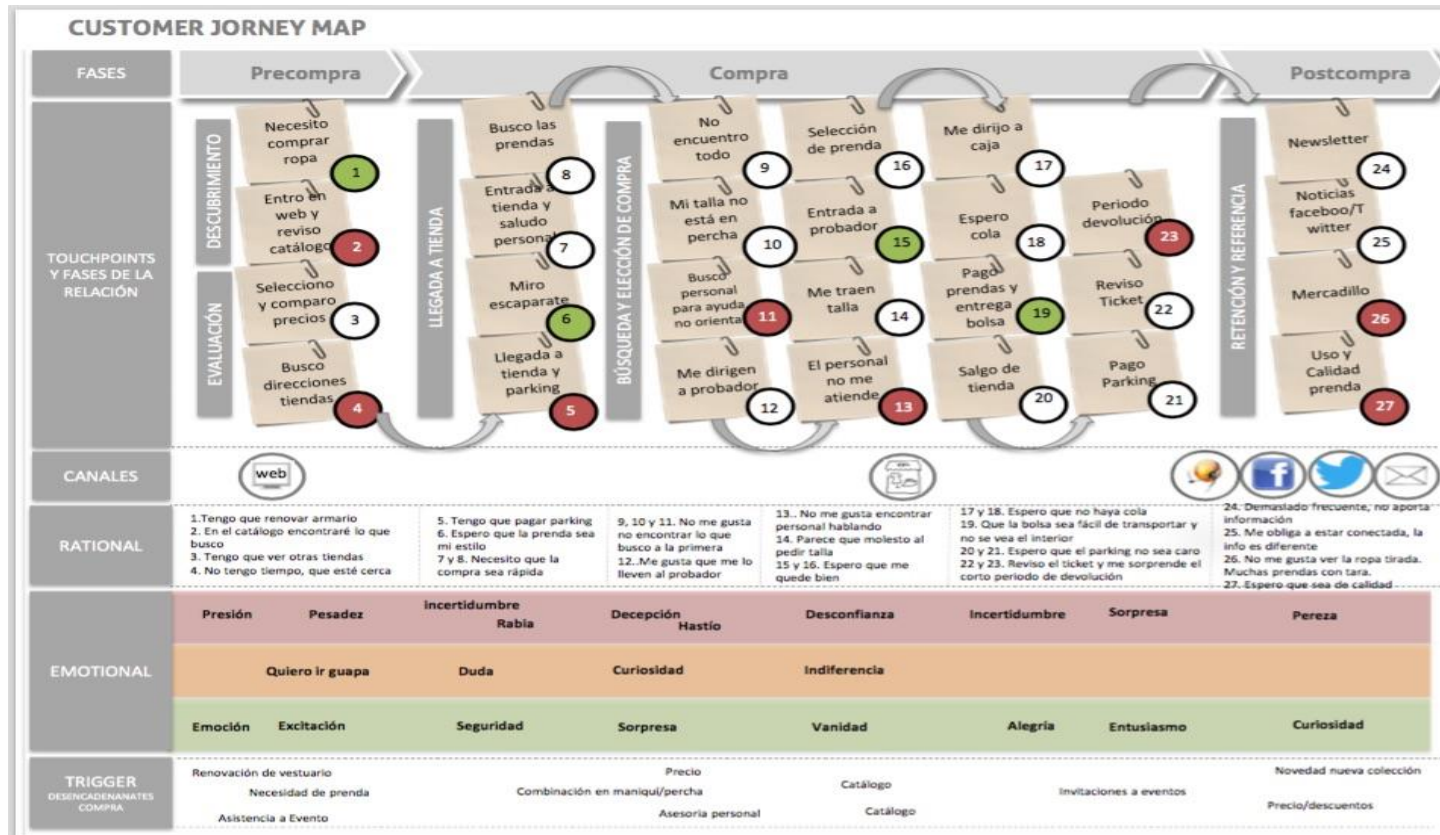 CUSTOMER JORNEY MAP
FASES
Precompra
Compra
Postcompra
TOUCHPOINTS
Y FASES DE LA
RELACIÓN
DESCUBRIMIENTO
Necesito
comprar
ropa
1
Entro en
web y
reviso
catálogo
2
EVALUACIÓN
Selecciono
y comparo
precios
3
Busco
direcciones
tiendas
4
LLEGADA A TIENDA
Busco las
prendas
8
Entrada a
tienda y
saludo
personal
7
Miro
escaparate
6
Llegada a
tienda y
parking
5
BÚSQUEDA Y ELECCIÓN DE COMPRA
No
encuentro
todo
9
Mi talla no
está en
percha
10
Busco
personal
para ayuda
no orienta
11
Me dirigen
a probador
12
Selección
de prenda
16
Entrada a
probador
15
Me traen
talla
14
El personal
no me
atiende
13
Me dirijo a
caja
17
Espero
cola
18
Pago
prendas y
entrega
bolsa
19
Salgo de
tienda
20
Periodo
devolución
23
Reviso
Ticket
22
Pago
Parking
21
RETENCIÓN Y REFERENCIA
Newsletter
24
Noticias
faceboo/T
witter
25
Mercadillo
26
Uso y
Calidad
prenda
27
CANALES
web
f
RATIONAL
1.Tengo que renovar armario
2. En el catálogo encontraré lo que
busco
3. Tengo que ver otras tiendas
4. No tengo tiempo, que esté cerca
5. Tengo que pagar parking
6. Espero que la prenda sea
mi estilo
7 y 8. Necesito que la
compra sea rápida
9, 10 y 11. No me gusta
no encontrar lo que
busco a la primera
12..Me gusta que me lo
lleven al probador
13.. No me gusta encontrar
personal hablando
14. Parece que molesto al
pedir talla
15 y 16. Espero que me
quede bien
17 y 18. Espero que no haya cola
19. Que la bolsa sea fácil de transportar y
no se vea el interior
20 y 21. Espero que el parking no sea caro
22 y 23. Reviso el ticket y me sorprende el
corto periodo de devolución
24. Demasiado frecuente, no aporta
información
25. Me obliga a estar conectada, la
info es diferente
26. No me gusta ver la ropa tirada.
Muchas prendas con tara.
27. Espero que sea de calidad
EMOTIONAL
Presión
Pesadez
incertidumbre
Rabia
Decepción
Hastío
Desconfianza
Incertidumbre
Sorpresa
Pereza
Quiero ir guapa
Duda
Curiosidad
Indiferencia
Emoción
Excitación
Seguridad
Sorpresa
Vanidad
Alegría
Entusiasmo
Curiosidad
TRIGGER
DESENCADENANATES
COMPRA
Renovación de vestuario
Necesidad de prenda
Asistencia a Evento
Combinación en maniquí/percha
Precio
Asesoria personal
Catálogo
Catálogo
Invitaciones a eventos
Novedad nueva colección
Precio/descuentos